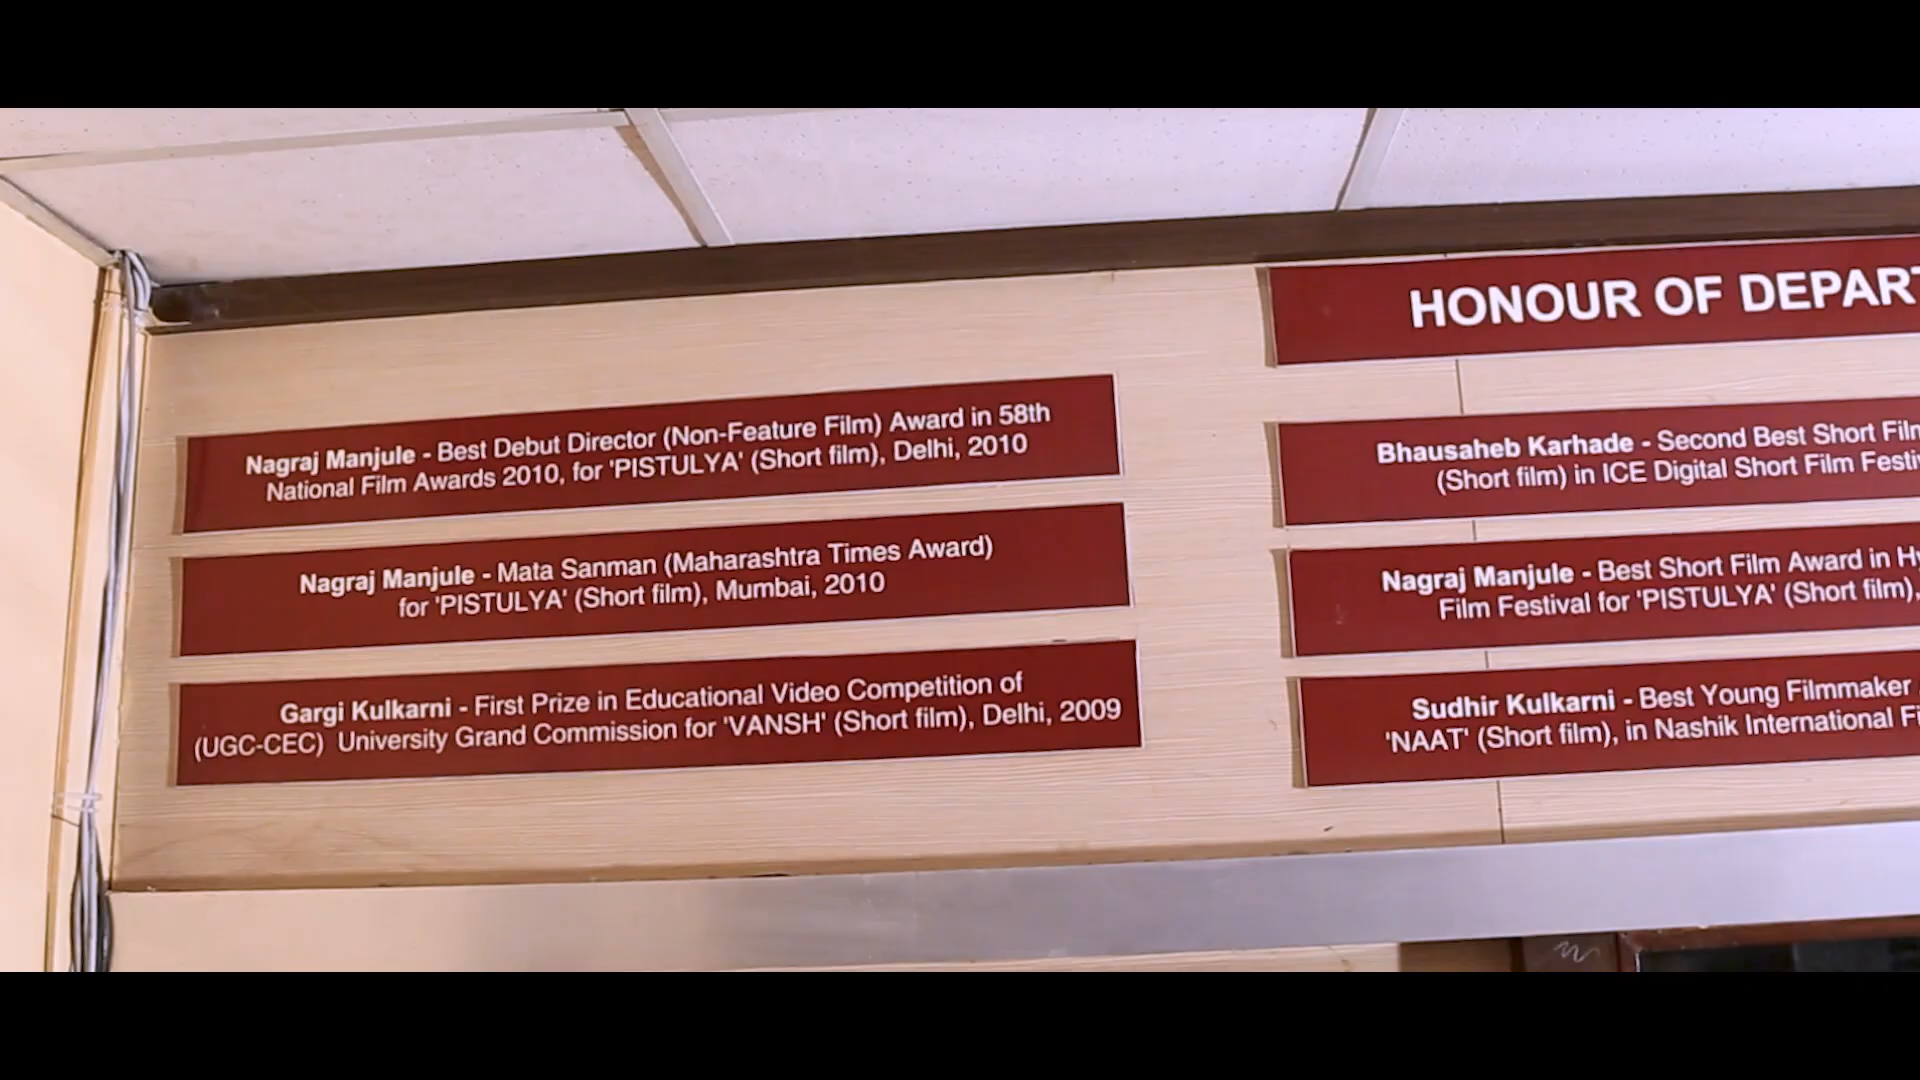 HONOUR OF DEPART
Nagraj Manjule - Best Debut Director (Non-Feature Film) Award in 58th
National Film Awards 2010, for 'PISTULYA' (Short film), Delhi, 2010
Nagraj Manjule - Mata Sanman (Maharashtra Times Award)
for 'PISTULYA' (Short film), Mumbai, 2010
Gargi Kulkarni - First Prize in Educational Video Competition of
(UGC-CEC) University Grand Commission for 'VANSH' (Short film), Delhi, 2009
Bhausaheb Karhade - Second Best Short Film
(Short film) in ICE Digital Short Film Festiv
Nagraj Manjule - Best Short Film Award in Hy
Film Festival for 'PISTULYA' (Short film),
Sudhir Kulkarni - Best Young Filmmaker
'NAAT' (Short film), in Nashik International Fi